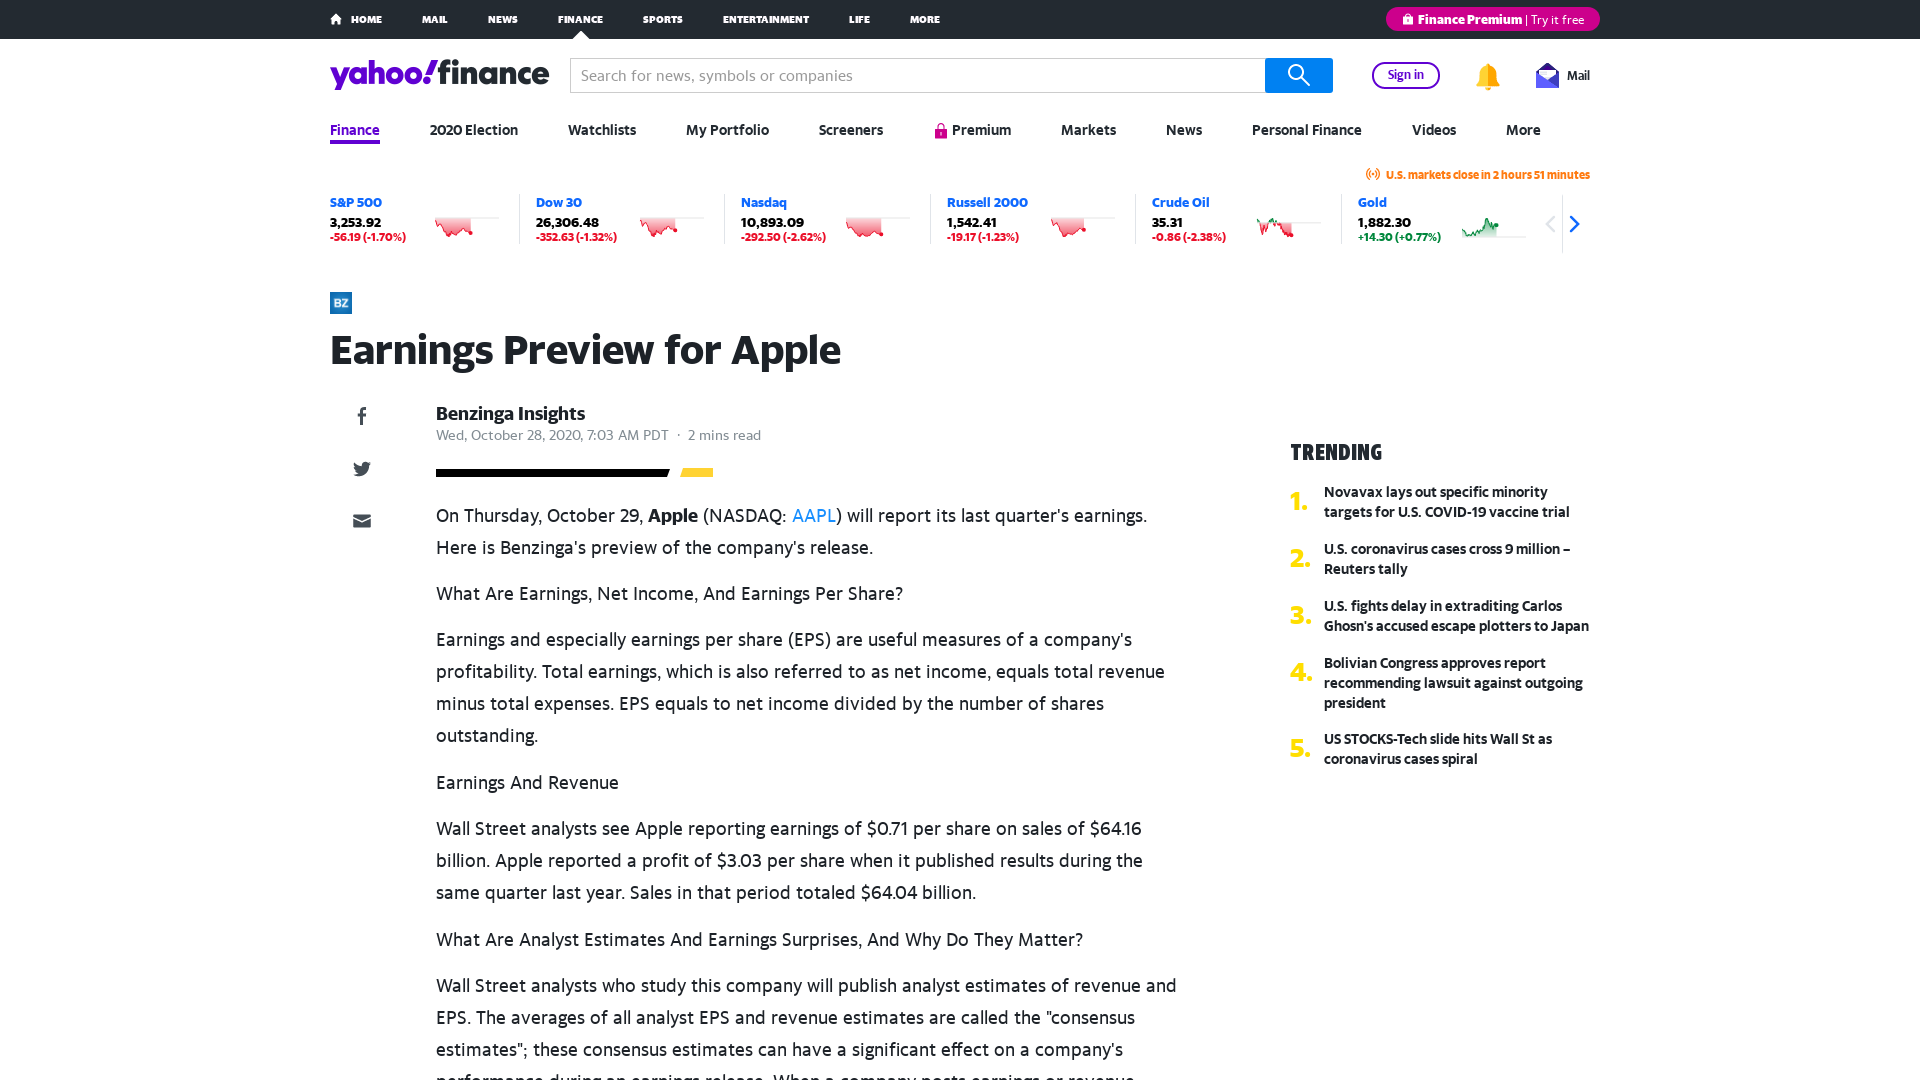 HOME MAIL NEWS FINANCE SPORTS ENTERTAINMENT LIFE MORE
Finance Premium | Try it free
yahoo!finance
Search for news, symbols or companies
Sign in
Mail
Finance 2020 Election Watchlists My Portfolio Screeners Premium Markets News Personal Finance Videos More
U.S. markets close in 2 hours 51 minutes
S&P 500
3,253.92
-56.19 (-1.70%)
Dow 30
26,306.48
-352.63 (-1.32%)
Nasdaq
10,893.09
-292.50 (-2.62%)
Russell 2000
1,542.41
-19.17 (-1.23%)
Crude Oil
35.31
-0.86 (-2.38%)
Gold
1,882.30
+14.30 (+0.77%)
BZ
Earnings Preview for Apple
Benzinga Insights
Wed, October 28, 2020, 7:03 AM PDT · 2 mins read
On Thursday, October 29, Apple (NASDAQ: AAPL) will report its last quarter's earnings.
Here is Benzinga's preview of the company's release.
What Are Earnings, Net Income, And Earnings Per Share?
Earnings and especially earnings per share (EPS) are useful measures of a company's
profitability. Total earnings, which is also referred to as net income, equals total revenue
minus total expenses. EPS equals to net income divided by the number of shares
outstanding.
Earnings And Revenue
Wall Street analysts see Apple reporting earnings of $0.71 per share on sales of $64.16
billion. Apple reported a profit of $3.03 per share when it published results during the
same quarter last year. Sales in that period totaled $64.04 billion.
What Are Analyst Estimates And Earnings Surprises, And Why Do They Matter?
Wall Street analysts who study this company will publish analyst estimates of revenue and
EPS. The averages of all analyst EPS and revenue estimates are called the "consensus
estimates"; these consensus estimates can have a significant effect on a company's
performance during an earnings release. When a company posts earnings or revenue
TRENDING
1. Novavax lays out specific minority
targets for U.S. COVID-19 vaccine trial
2. U.S. coronavirus cases cross 9 million –
Reuters tally
3. U.S. fights delay in extraditing Carlos
Ghosn's accused escape plotters to Japan
4. Bolivian Congress approves report
recommending lawsuit against outgoing
president
5. US STOCKS-Tech slide hits Wall St as
coronavirus cases spiral